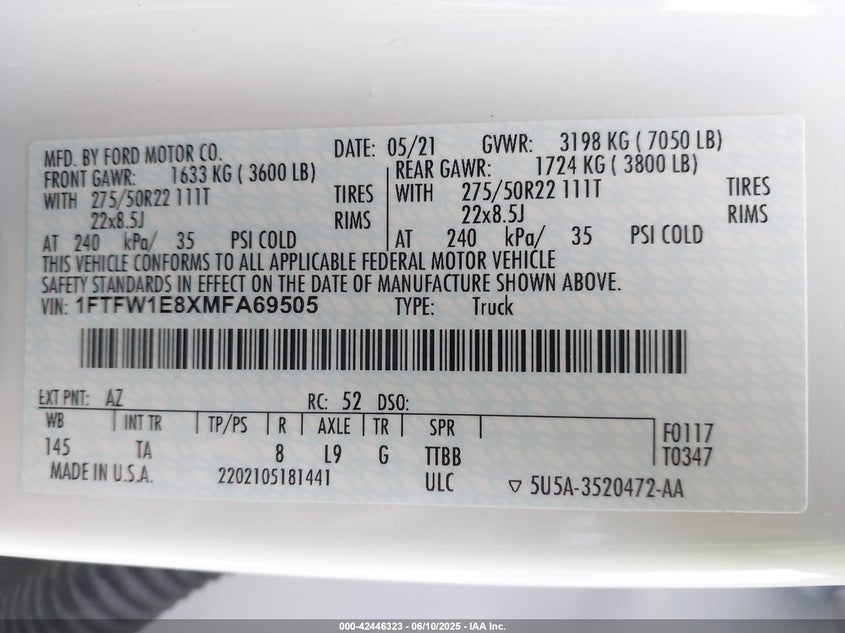 MFD. BY FORD MOTOR CO. DATE: 05/21 GVWR: 3198 KG ( 7050 LB)
FRONT GAWR: 1633 KG ( 3600 LB) REAR GAWR: 1724 KG ( 3800 LB)
WITH 275/50R22 111T TIRES WITH 275/50R22 111T TIRES
22x8.5J RIMS 22x8.5J RIMS
AT 240 kPa/ 35 PSI COLD AT 240 kPa/ 35 PSI COLD
THIS VEHICLE CONFORMS TO ALL APPLICABLE FEDERAL MOTOR VEHICLE
SAFETY STANDARDS IN EFFECT ON THE DATE OF MANUFACTURE SHOWN ABOVE.
VIN: 1FTFW1E8XMFA69505 TYPE: Truck
EXT PNT: AZ RC: 52 DSO:
WB INT TR TP/PS R AXLE TR SPR F0117
145 TA 8 L9 G TTBB T0347
MADE IN U.S.A. 2202105181441 ULC ▽ 5U5A-3520472-AA
000-42446323 - 06/10/2025 - IAA Inc.